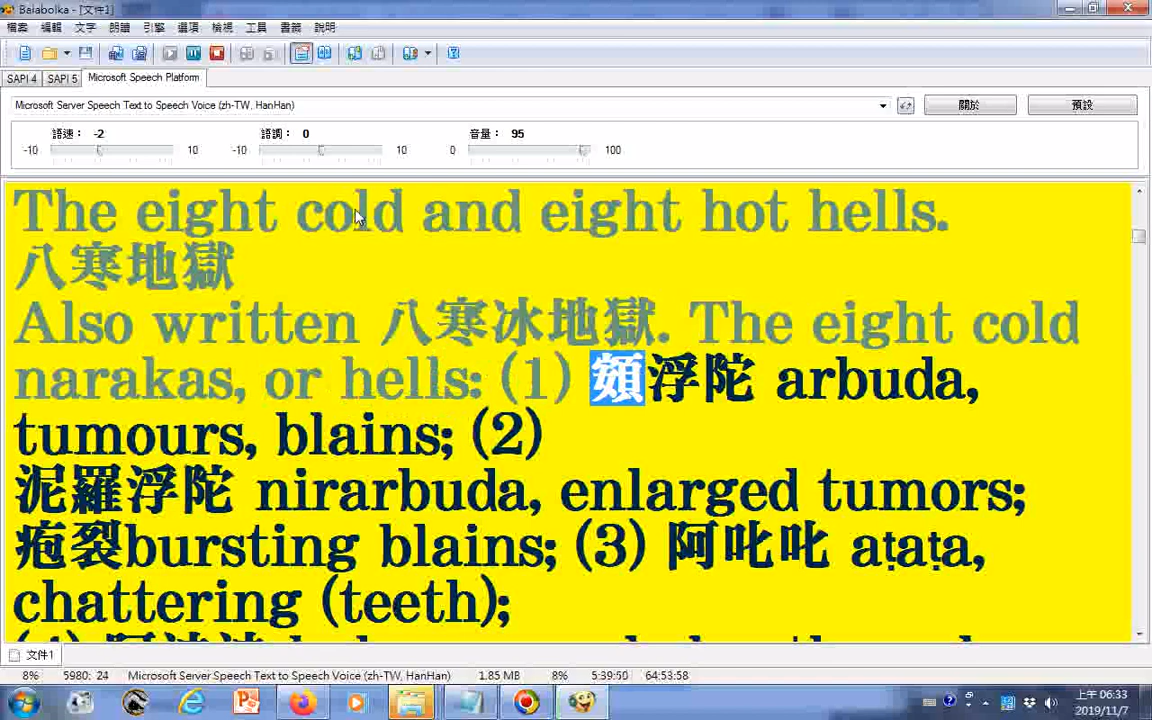 Balabolka - [文件1]
檔案 編輯 文字 朗讀 引擎 選項 檢視 工具 書籤 說明
SAPI 4 SAPI 5 Microsoft Speech Platform
Microsoft Server Speech Text to Speech Voice (zh-TW, HanHan) 關於 預設
語速： -2 語調： 0 音量： 95
-10 10 -10 10 0 100
The eight cold and eight hot hells.
八寒地獄
Also written 八寒冰地獄. The eight cold
narakas, or hells: (1) 頞浮陀 arbuda,
tumours, blains; (2)
泥羅浮陀 nirarbuda, enlarged tumors;
疱裂bursting blains; (3) 阿叱叱 aṭaṭa,
chattering (teeth);
文件1
8% 5980: 24 Microsoft Server Speech Text to Speech Voice (zh-TW, HanHan) 1.85 MB 8% 5:39:50 64:53:58
上午 06:33
2019/11/7